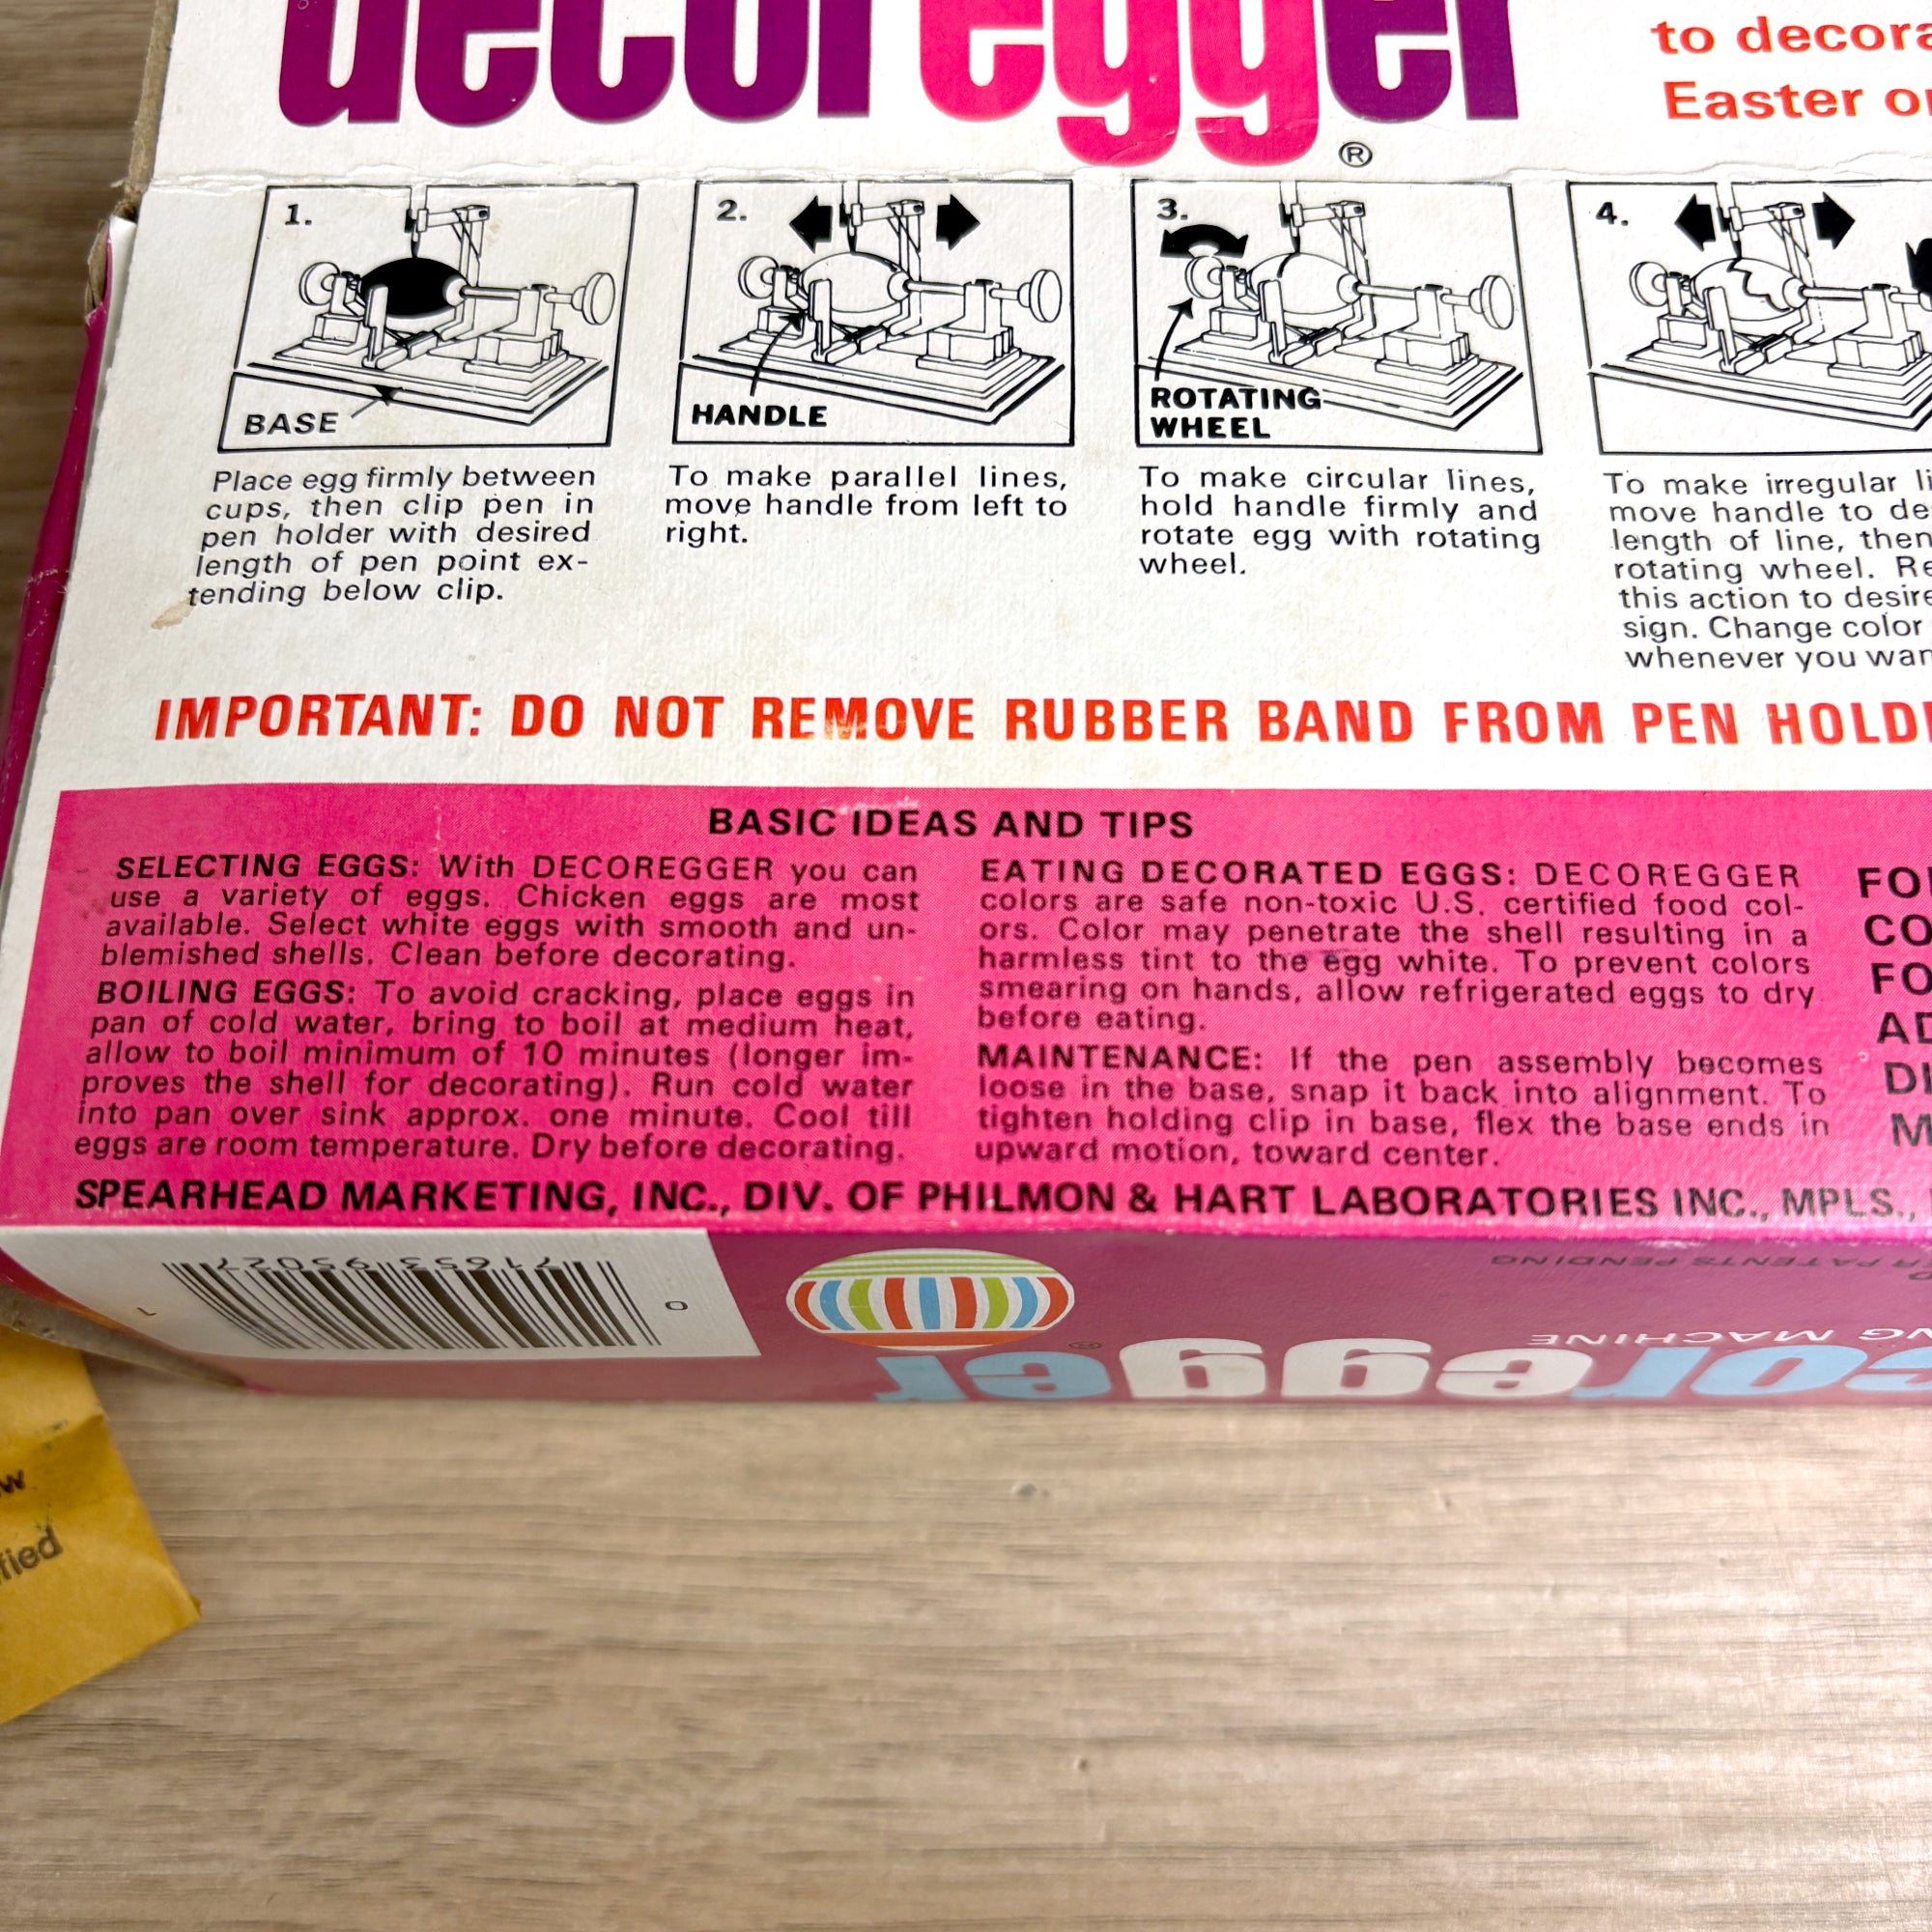 decoregger
®
to decora
Easter or
1.
BASE
Place egg firmly between
cups, then clip pen in
pen holder with desired
length of pen point ex-
tending below clip.
2.
HANDLE
To make parallel lines,
move handle from left to
right.
3.
ROTATING
WHEEL
To make circular lines,
hold handle firmly and
rotate egg with rotating
wheel.
4.
To make irregular li
move handle to de
length of line, then
rotating wheel. Re
this action to desire
sign. Change color
whenever you wan
IMPORTANT: DO NOT REMOVE RUBBER BAND FROM PEN HOLD
BASIC IDEAS AND TIPS
SELECTING EGGS: With DECOREGGER you can
use a variety of eggs. Chicken eggs are most
available. Select white eggs with smooth and un-
blemished shells. Clean before decorating.
BOILING EGGS: To avoid cracking, place eggs in
pan of cold water, bring to boil at medium heat,
allow to boil minimum of 10 minutes (longer im-
proves the shell for decorating). Run cold water
into pan over sink approx. one minute. Cool till
eggs are room temperature. Dry before decorating.
EATING DECORATED EGGS: DECOREGGER
colors are safe non-toxic U.S. certified food col-
ors. Color may penetrate the shell resulting in a
harmless tint to the egg white. To prevent colors
smearing on hands, allow refrigerated eggs to dry
before eating.
MAINTENANCE: If the pen assembly becomes
loose in the base, snap it back into alignment. To
tighten holding clip in base, flex the base ends in
upward motion, toward center.
FO
CO
FO
AD
DI
M
SPEARHEAD MARKETING, INC., DIV. OF PHILMON & HART LABORATORIES INC., MPLS.,
0 71653 95027 1
R PATENTS PENDING
NG MACHINE
coregger
®
w
fied